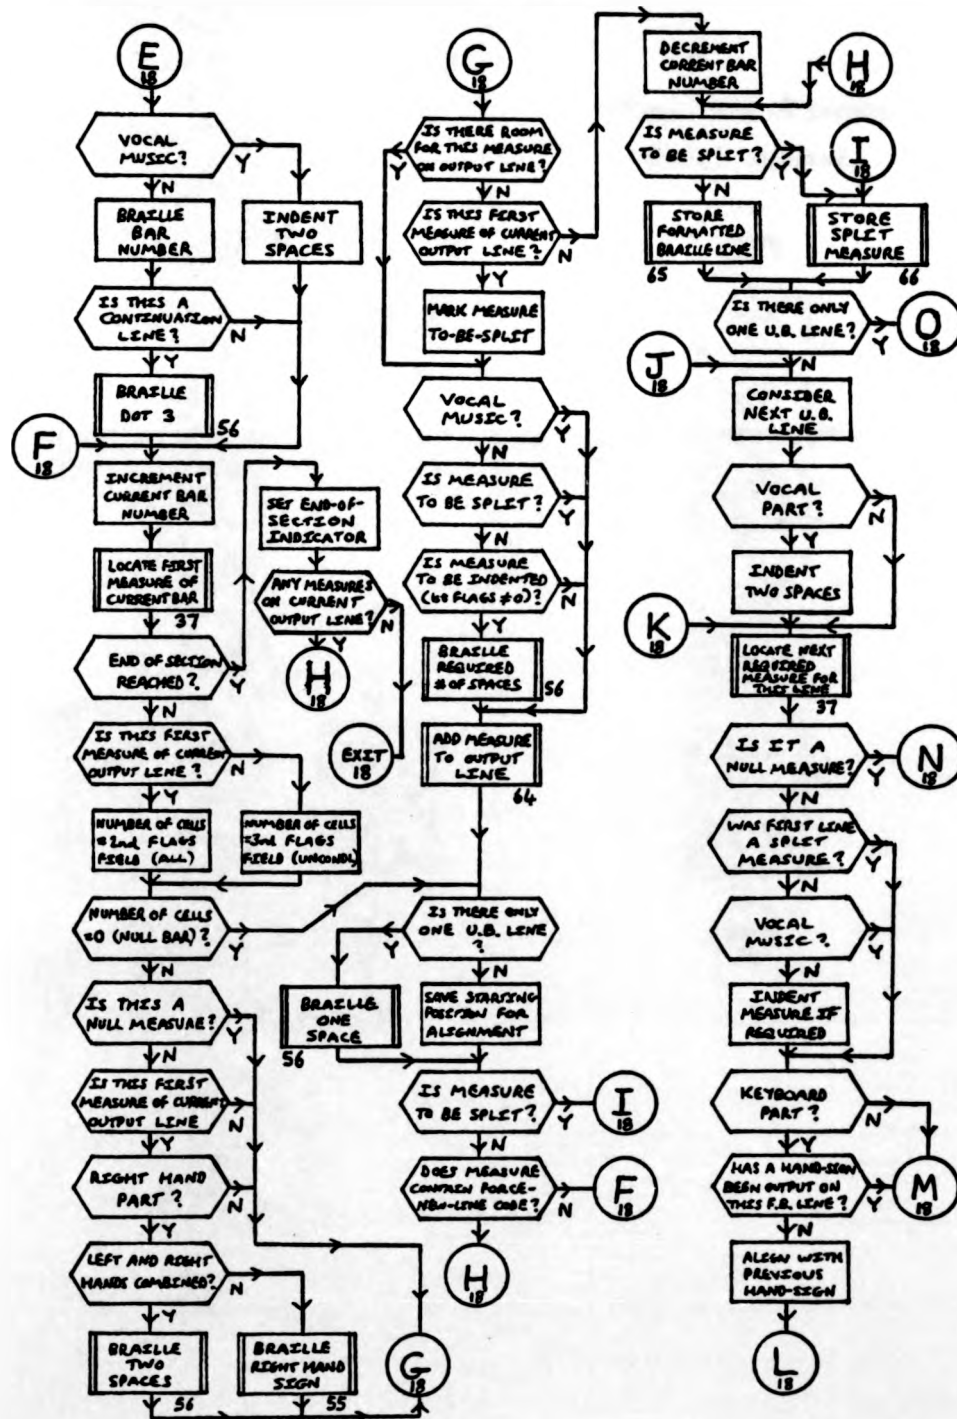 E
18
VOCAL
MUSIC?
Y
N
BRAILLE
BAR
NUMBER
INDENT
TWO
SPACES
IS THIS A
CONTINUATION
LINE?
N
Y
BRAILLE
DOT 3
56
F
18
INCREMENT
CURRENT BAR
NUMBER
LOCATE FIRST
MEASURE OF
CURRENT BAR
37
END OF SECTION
REACHED?
Y
N
SET END-OF-
SECTION
INDICATOR
ANY MEASURES
ON CURRENT
OUTPUT LINE?
N
Y
H
18
EXIT
18
IS THIS FIRST
MEASURE OF CURRENT
OUTPUT LINE?
N
Y
NUMBER OF CELLS
=2nd FLAGS
FIELD (ALL)
NUMBER OF CELLS
=3rd FLAGS
FIELD (UNCONDL)
NUMBER OF CELLS
=0 (NULL BAR)?
Y
N
IS THIS A
NULL MEASURE?
Y
N
IS THIS FIRST
MEASURE OF CURRENT
OUTPUT LINE
N
Y
RIGHT HAND
PART?
N
Y
LEFT AND RIGHT
HANDS COMBINED?
N
Y
BRAILLE
TWO
SPACES
56
BRAILLE
RIGHT HAND
SIGN
55
G
18
G
18
IS THERE ROOM
FOR THIS MEASURE
ON OUTPUT LINE?
Y
N
IS THIS FIRST
MEASURE OF CURRENT
OUTPUT LINE?
N
Y
MARK MEASURE
TO-BE-SPLIT
VOCAL
MUSIC?
Y
N
IS MEASURE
TO BE SPLIT?
Y
N
IS MEASURE
TO BE INDENTED
FLAGS ≠0)?
N
Y
BRAILLE
REQUIRED
# OF SPACES
56
ADD MEASURE
TO OUTPUT
LINE
64
IS THERE ONLY
ONE U.B. LINE
?
Y
N
BRAILLE
ONE
SPACE
56
SAVE STARTING
POSITION FOR
ALIGNMENT
IS MEASURE
TO BE SPLIT?
Y
N
I
18
DOES MEASURE
CONTAIN FORCE-
NEW-LINE CODE?
N
F
18
H
18
DECREMENT
CURRENT BAR
NUMBER
H
18
IS MEASURE
TO BE SPLIT?
Y
N
I
18
STORE
FORMATTED
BRAILLE LINE
65
STORE
SPLIT
MEASURE
66
IS THERE ONLY
ONE U.B. LINE?
Y
N
O
18
J
18
CONSIDER
NEXT U.B.
LINE
VOCAL
PART?
N
Y
INDENT
TWO SPACES
K
18
LOCATE NEXT
REQUIRED
MEASURE FOR
THIS LINE
37
IS IT A
NULL MEASURE?
Y
N
N
18
WAS FIRST LINE
A SPLIT
MEASURE?
Y
N
VOCAL
MUSIC?
Y
N
INDENT
MEASURE IF
REQUIRED
KEYBOARD
PART?
N
Y
HAS A HAND-SIGN
BEEN OUTPUT ON
THIS F.B. LINE?
Y
N
M
18
ALIGN WITH
PREVIOUS
HAND-SIGN
L
18